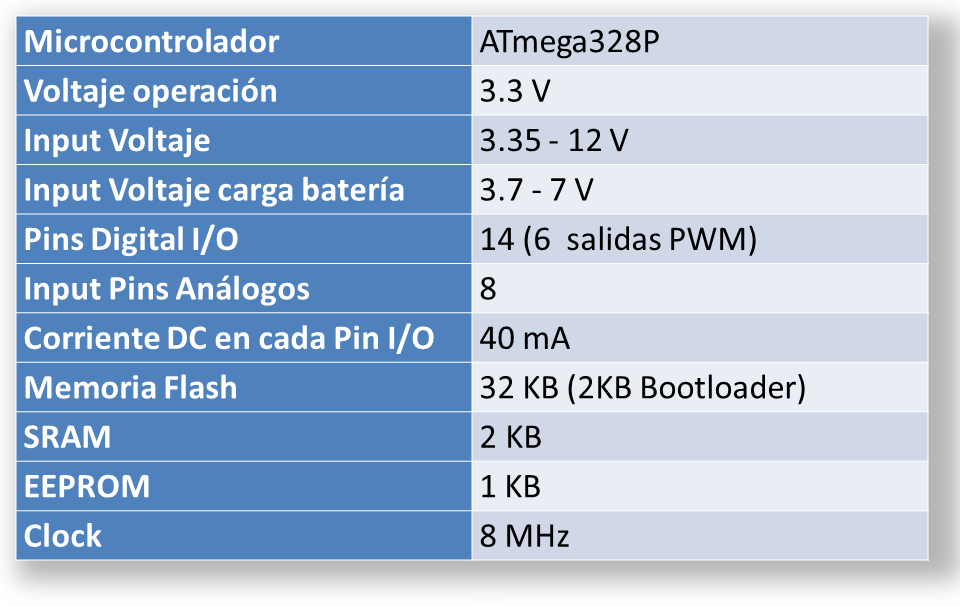 Microcontrolador ATmega328P
Voltaje operación 3.3 V
Input Voltaje 3.35 - 12 V
Input Voltaje carga batería 3.7 - 7 V
Pins Digital I/O 14 (6 salidas PWM)
Input Pins Análogos 8
Corriente DC en cada Pin I/O 40 mA
Memoria Flash 32 KB (2KB Bootloader)
SRAM 2 KB
EEPROM 1 KB
Clock 8 MHz